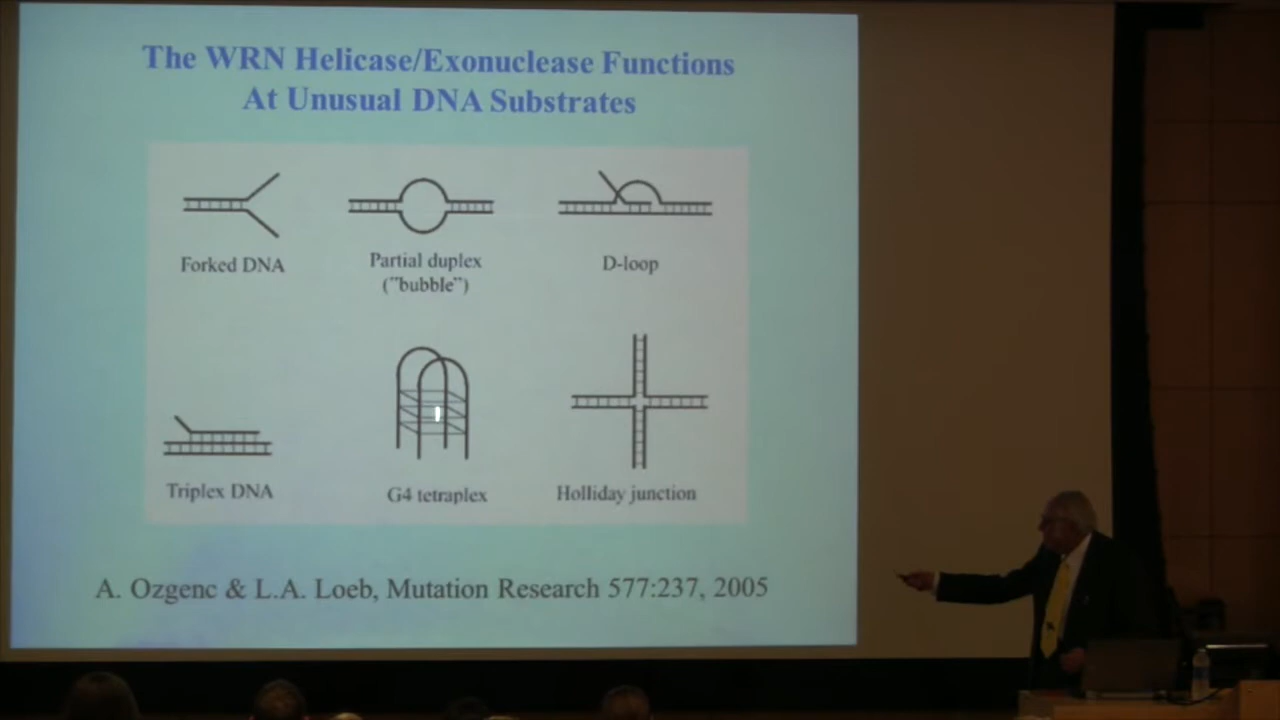 The WRN Helicase/Exonuclease Functions
At Unusual DNA Substrates
Forked DNA
Partial duplex
("bubble")
D-loop
Triplex DNA
G4 tetraplex
Holliday junction
A. Ozgenc & L.A. Loeb, Mutation Research 577:237, 2005